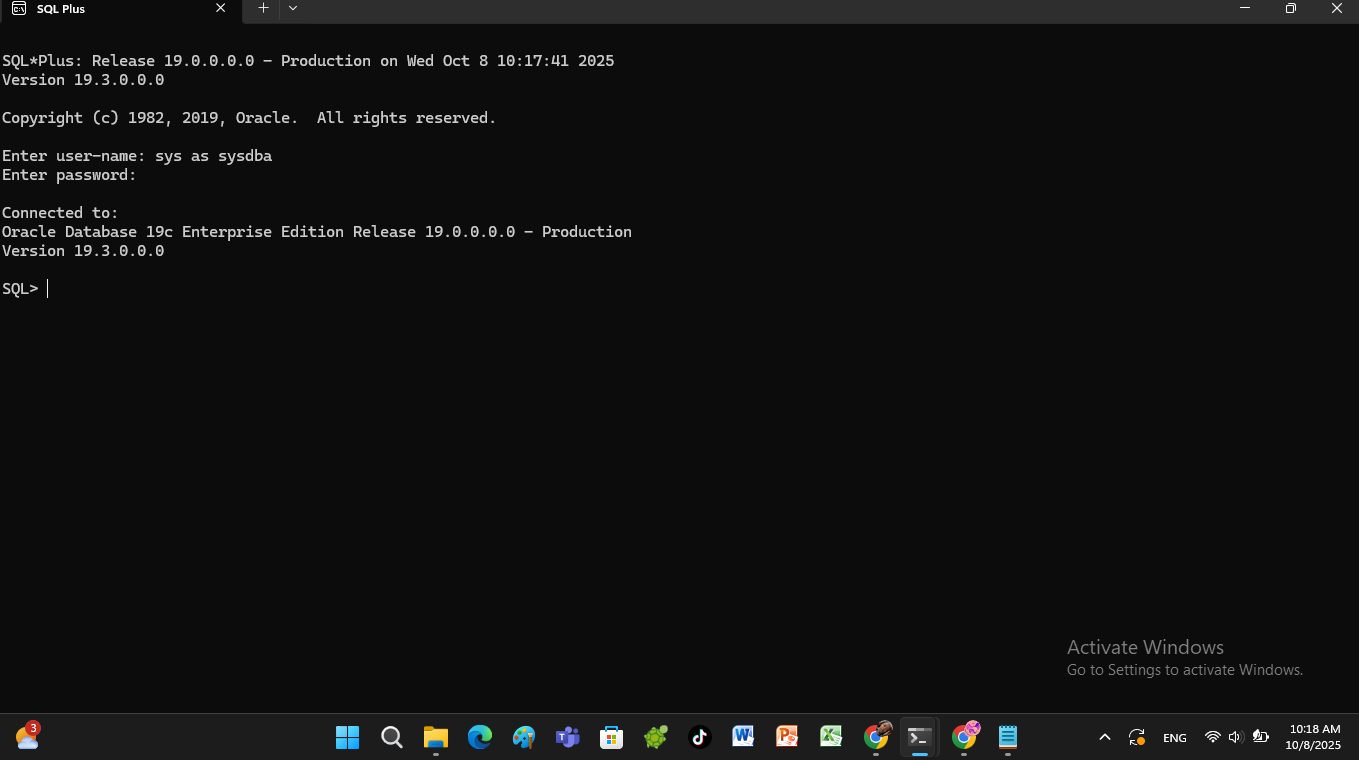 SQL Plus
SQL*Plus: Release 19.0.0.0.0 - Production on Wed Oct 8 10:17:41 2025
Version 19.3.0.0.0
Copyright (c) 1982, 2019, Oracle.  All rights reserved.
Enter user-name: sys as sysdba
Enter password:
Connected to:
Oracle Database 19c Enterprise Edition Release 19.0.0.0.0 - Production
Version 19.3.0.0.0
SQL>
Activate Windows
Go to Settings to activate Windows.
3
ENG
10:18 AM
10/8/2025